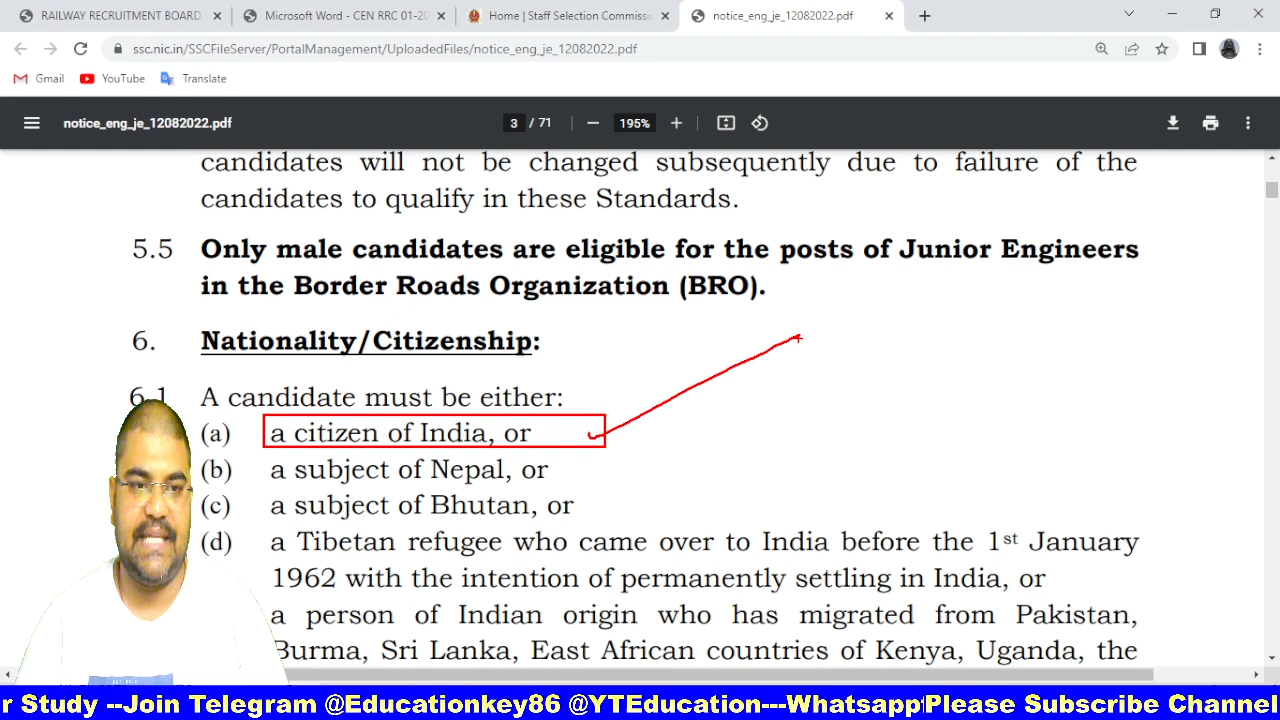 RAILWAY RECRUITMENT BOARD,
Microsoft Word - CEN RRC 01-20
Home | Staff Selection Commissi
notice_eng_je_12082022.pdf
ssc.nic.in/SSCFileServer/PortalManagement/UploadedFiles/notice_eng_je_12082022.pdf
Gmail YouTube Translate
notice_eng_je_12082022.pdf 3 / 71 195%
candidates will not be changed subsequently due to failure of the
candidates to qualify in these Standards.
5.5 Only male candidates are eligible for the posts of Junior Engineers
in the Border Roads Organization (BRO).
6. Nationality/Citizenship:
6.1 A candidate must be either:
(a) a citizen of India, or
(b) a subject of Nepal, or
(c) a subject of Bhutan, or
(d) a Tibetan refugee who came over to India before the 1st January
1962 with the intention of permanently settling in India, or
a person of Indian origin who has migrated from Pakistan,
Burma, Sri Lanka, East African countries of Kenya, Uganda, the
r Study --Join Telegram @Educationkey86 @YTEducation---Whatsapp Please Subscribe Channel